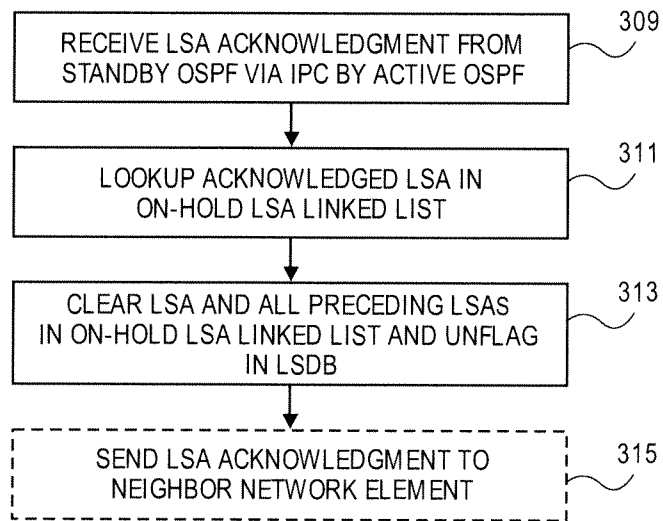 RECEIVE LSA ACKNOWLEDGMENT FROM
STANDBY OSPF VIA IPC BY ACTIVE OSPF
309
LOOKUP ACKNOWLEDGED LSA IN
ON-HOLD LSA LINKED LIST
311
CLEAR LSA AND ALL PRECEDING LSAS
IN ON-HOLD LSA LINKED LIST AND UNFLAG
IN LSDB
313
SEND LSA ACKNOWLEDGMENT TO
NEIGHBOR NETWORK ELEMENT
315